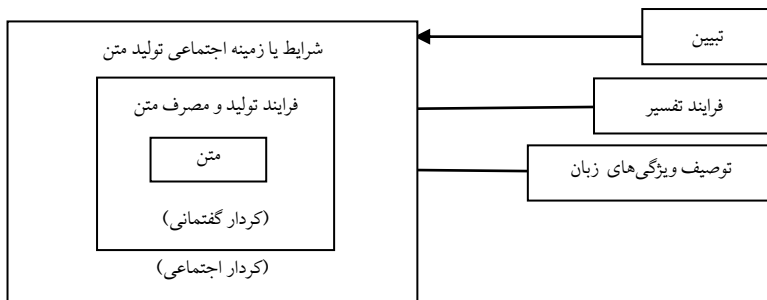 تبیین
شرایط یا زمینه اجتماعی تولید متن
فرایند تولید و مصرف متن
فرایند تفسیر
متن
توصیف ویژگی‌های زبان
(کردار گفتمانی)
(کردار اجتماعی)